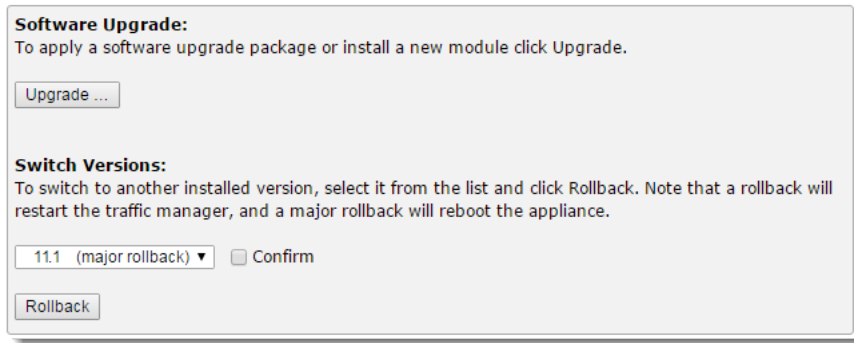 Software Upgrade:
To apply a software upgrade package or install a new module click Upgrade.
Upgrade ...
Switch Versions:
To switch to another installed version, select it from the list and click Rollback. Note that a rollback will
restart the traffic manager, and a major rollback will reboot the appliance.
11.1 (major rollback) ▼ Confirm
Rollback